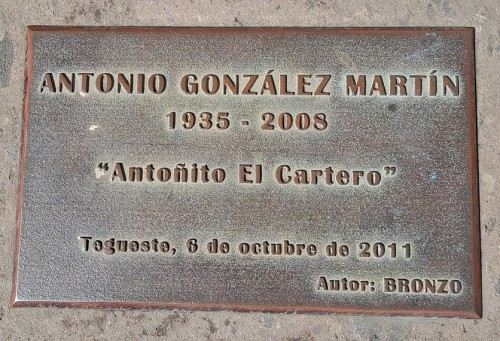 ANTONIO GONZÁLEZ MARTÍN
1935 - 2008
“Antoñito El Cartero”
Tegueste, 6 de octubre de 2011
Autor: BRONZO